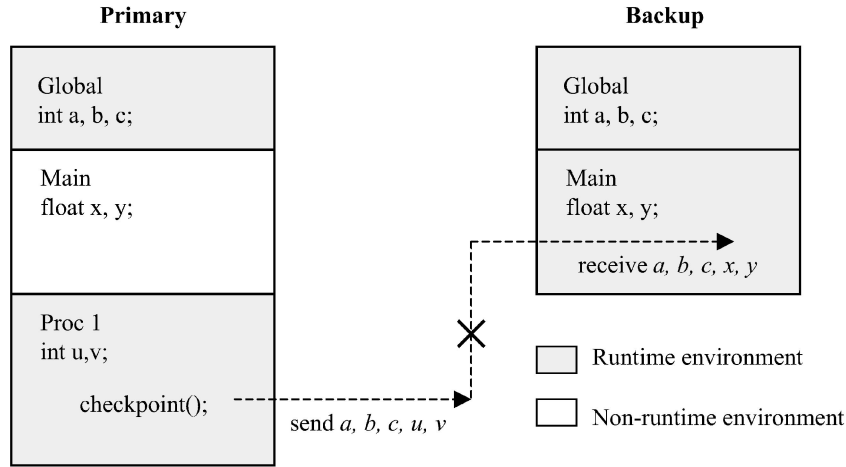 Primary
Global
int a, b, c;
Main
float x, y;
Proc 1
int u,v;
checkpoint();
send a, b, c, u, v
Backup
Global
int a, b, c;
Main
float x, y;
receive a, b, c, x, y
Runtime environment
Non-runtime environment